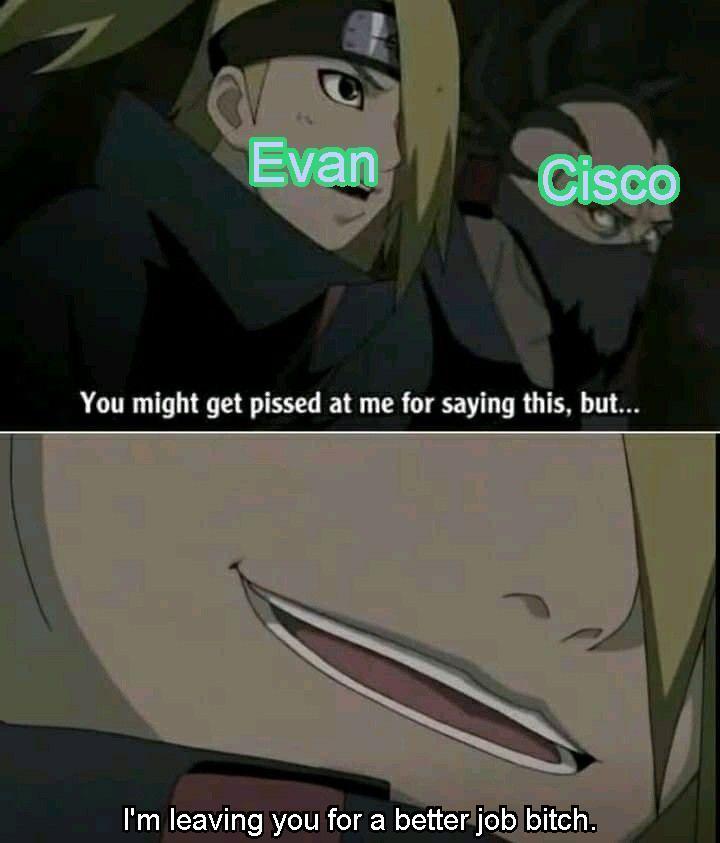 Evan
Cisco
You might get pissed at me for saying this, but...
I'm leaving you for a better job bitch.